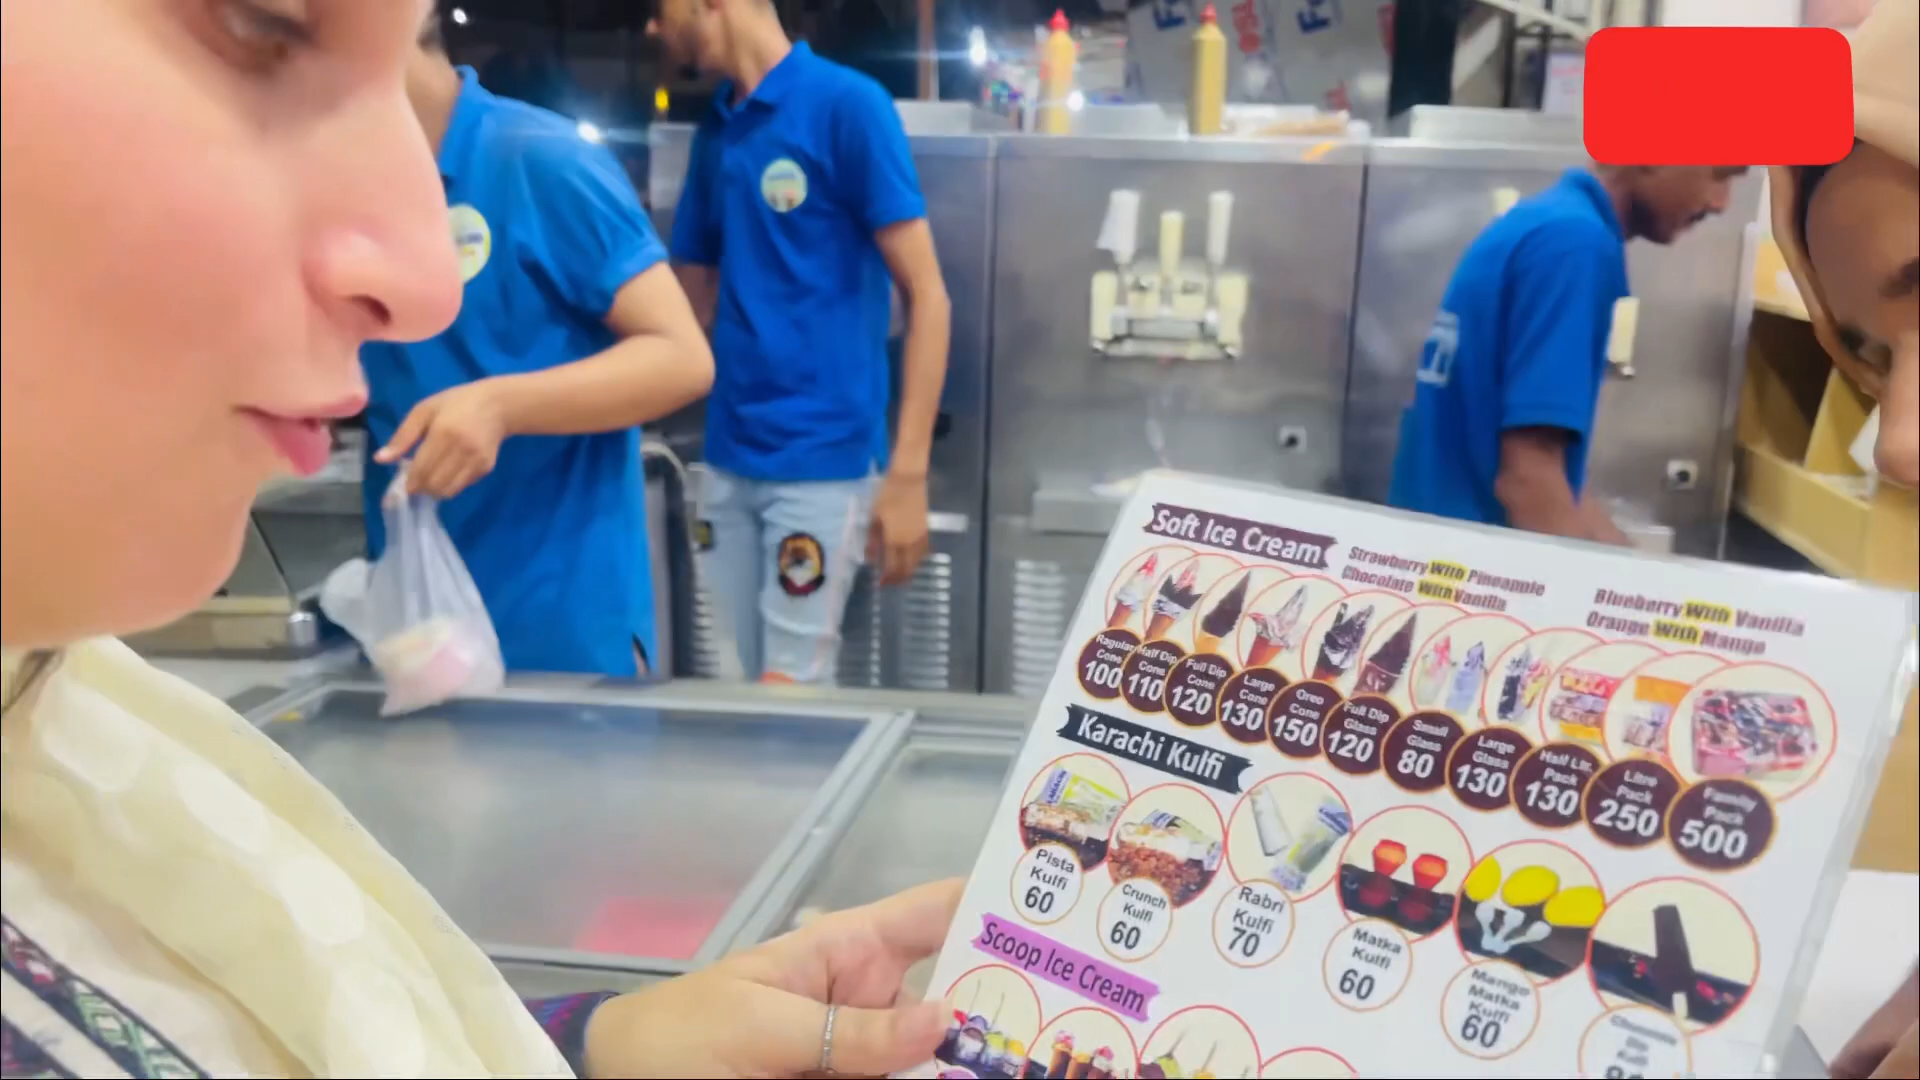 Soft Ice Cream
Strawberry With Pineapple
Chocolate With Vanilla
Blueberry With Vanilla
Orange With Mango
Ragular Cone 100
Half Dip Cone 110
Full Dip Cone 120
Large Cone 130
Oreo Cone 150
Full Dip Glass 120
Small Glass 80
Large Glass 130
Half Ltr. Pack 130
Litre Pack 250
Family Pack 500
Karachi Kulfi
Pista Kulfi 60
Crunch Kulfi 60
Rabri Kulfi 70
Matka Kulfi 60
Mango Matka Kulfi 60
Kulfi
Scoop Ice Cream